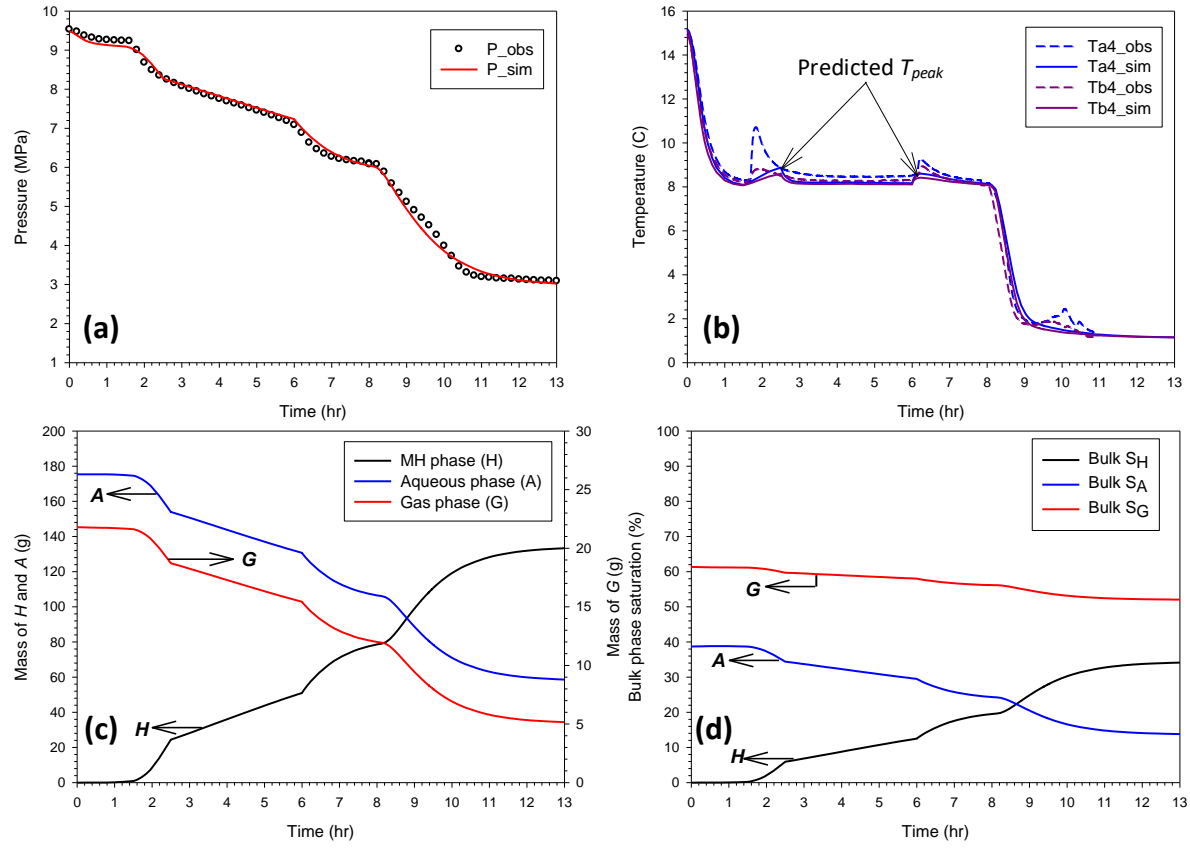 10
9
8
7
6
5
4
3
2
1
Pressure (MPa)
P_obs
P_sim
(a)
0 1 2 3 4 5 6 7 8 9 10 11 12 13
Time (hr)
16
14
12
10
8
6
4
2
0
Temperature (C)
Predicted Tpeak
Ta4_obs
Ta4_sim
Tb4_obs
Tb4_sim
(b)
0 1 2 3 4 5 6 7 8 9 10 11 12 13
Time (hr)
200
180
160
140
120
100
80
60
40
20
0
Mass of H and A (g)
MH phase (H)
Aqueous phase (A)
Gas phase (G)
A
G
H
(c)
30
25
20
15
10
5
0
Mass of G (g)
0 1 2 3 4 5 6 7 8 9 10 11 12 13
Time (hr)
100
90
80
70
60
50
40
30
20
10
0
Bulk phase saturation (%)
Bulk SH
Bulk SA
Bulk SG
G
A
H
(d)
0 1 2 3 4 5 6 7 8 9 10 11 12 13
Time (hr)